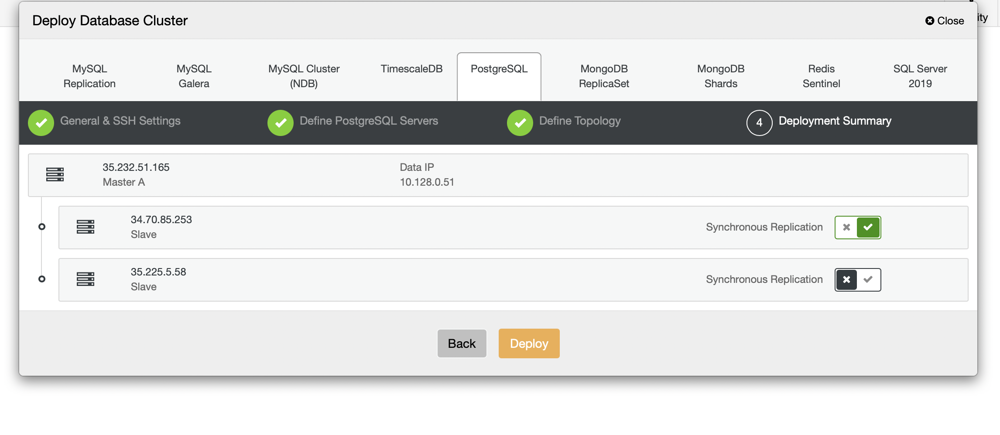 Deploy Database Cluster
Close
ity
MySQL
Replication
MySQL
Galera
MySQL Cluster
(NDB)
TimescaleDB
PostgreSQL
MongoDB
ReplicaSet
MongoDB
Shards
Redis
Sentinel
SQL Server
2019
General & SSH Settings
Define PostgreSQL Servers
Define Topology
4 Deployment Summary
35.232.51.165
Master A
Data IP
10.128.0.51
34.70.85.253
Slave
Synchronous Replication
35.225.5.58
Slave
Synchronous Replication
Back
Deploy